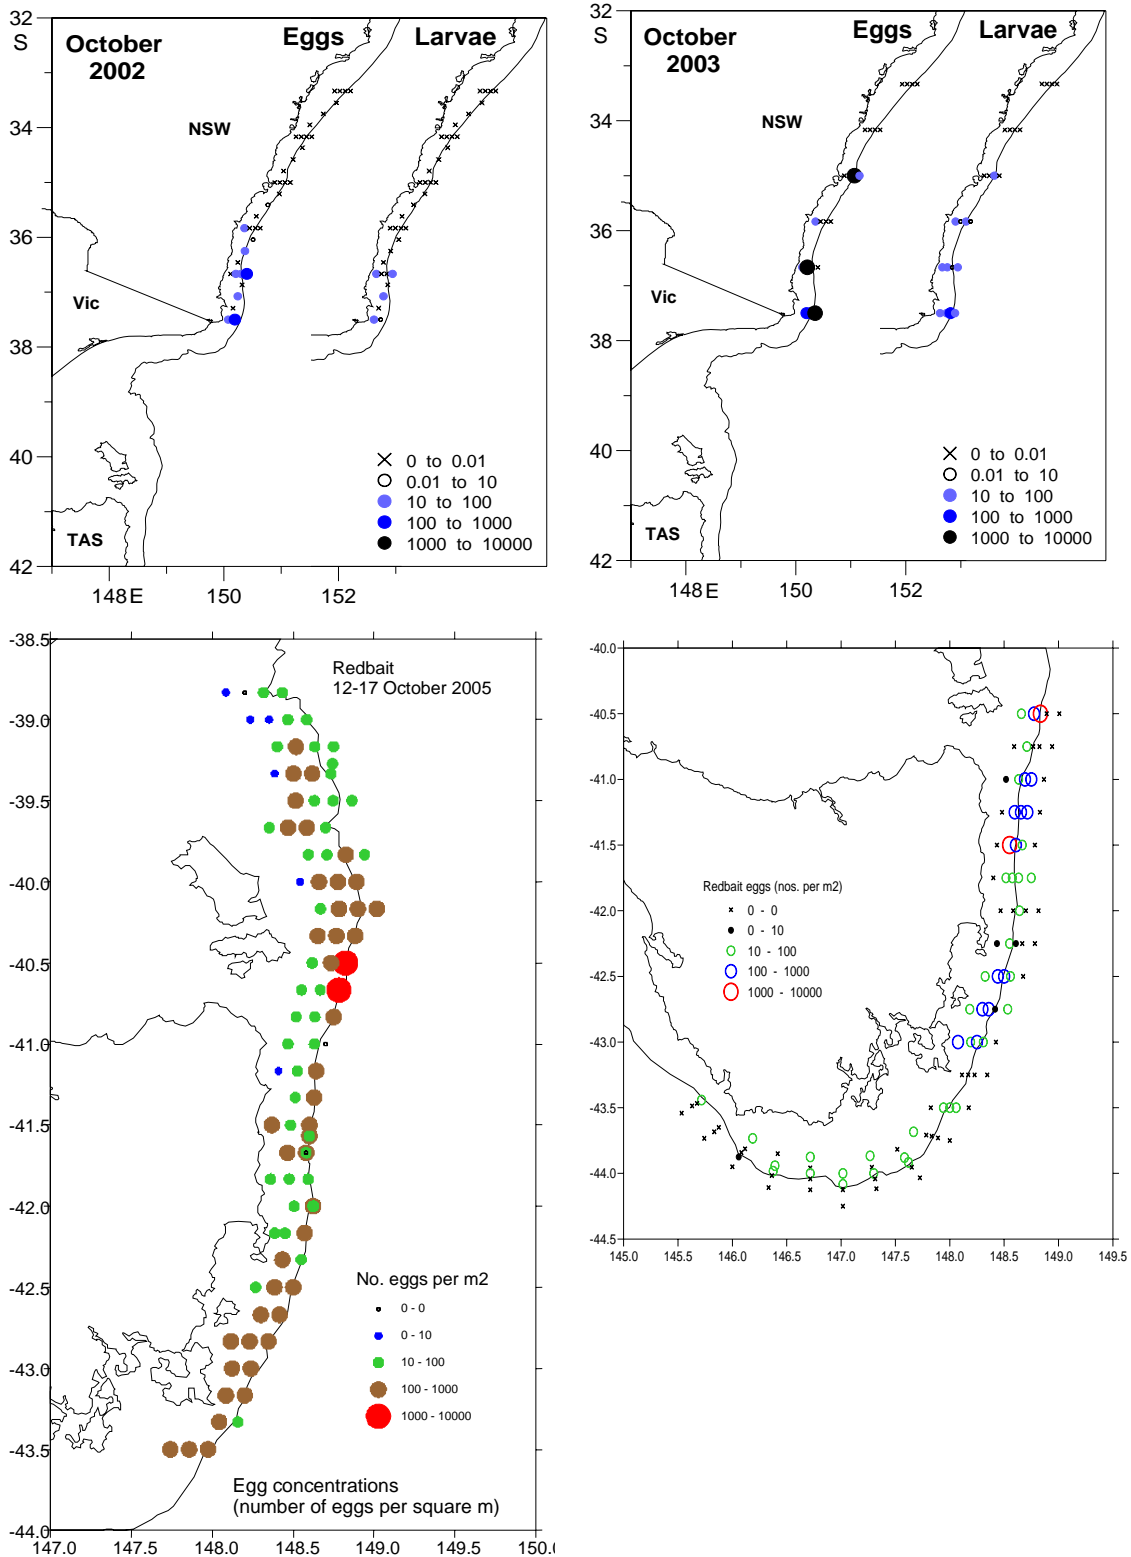 32
S
October
2002
Eggs
Larvae
NSW
34
36
Vic
38
40
TAS
42
0 to 0.01
0.01 to 10
10 to 100
100 to 1000
1000 to 10000
148E
150
152
32
S
October
2003
Eggs
Larvae
NSW
34
36
Vic
38
40
TAS
42
0 to 0.01
0.01 to 10
10 to 100
100 to 1000
1000 to 10000
148E
150
152
-38.5
Redbait
12-17 October 2005
-39.0
-39.5
-40.0
-40.5
-41.0
-41.5
-42.0
-42.5
-43.0
-43.5
-44.0
No. eggs per m2
0 - 0
0 - 10
10 - 100
100 - 1000
1000 - 10000
Egg concentrations
(number of eggs per square m)
147.0
147.5
148.0
148.5
149.0
149.5
150.0
-40.0
-40.5
-41.0
-41.5
-42.0
-42.5
-43.0
-43.5
-44.0
-44.5
Redbait eggs (nos. per m2)
0 - 0
0 - 10
10 - 100
100 - 1000
1000 - 10000
145.0
145.5
146.0
146.5
147.0
147.5
148.0
148.5
149.0
149.5